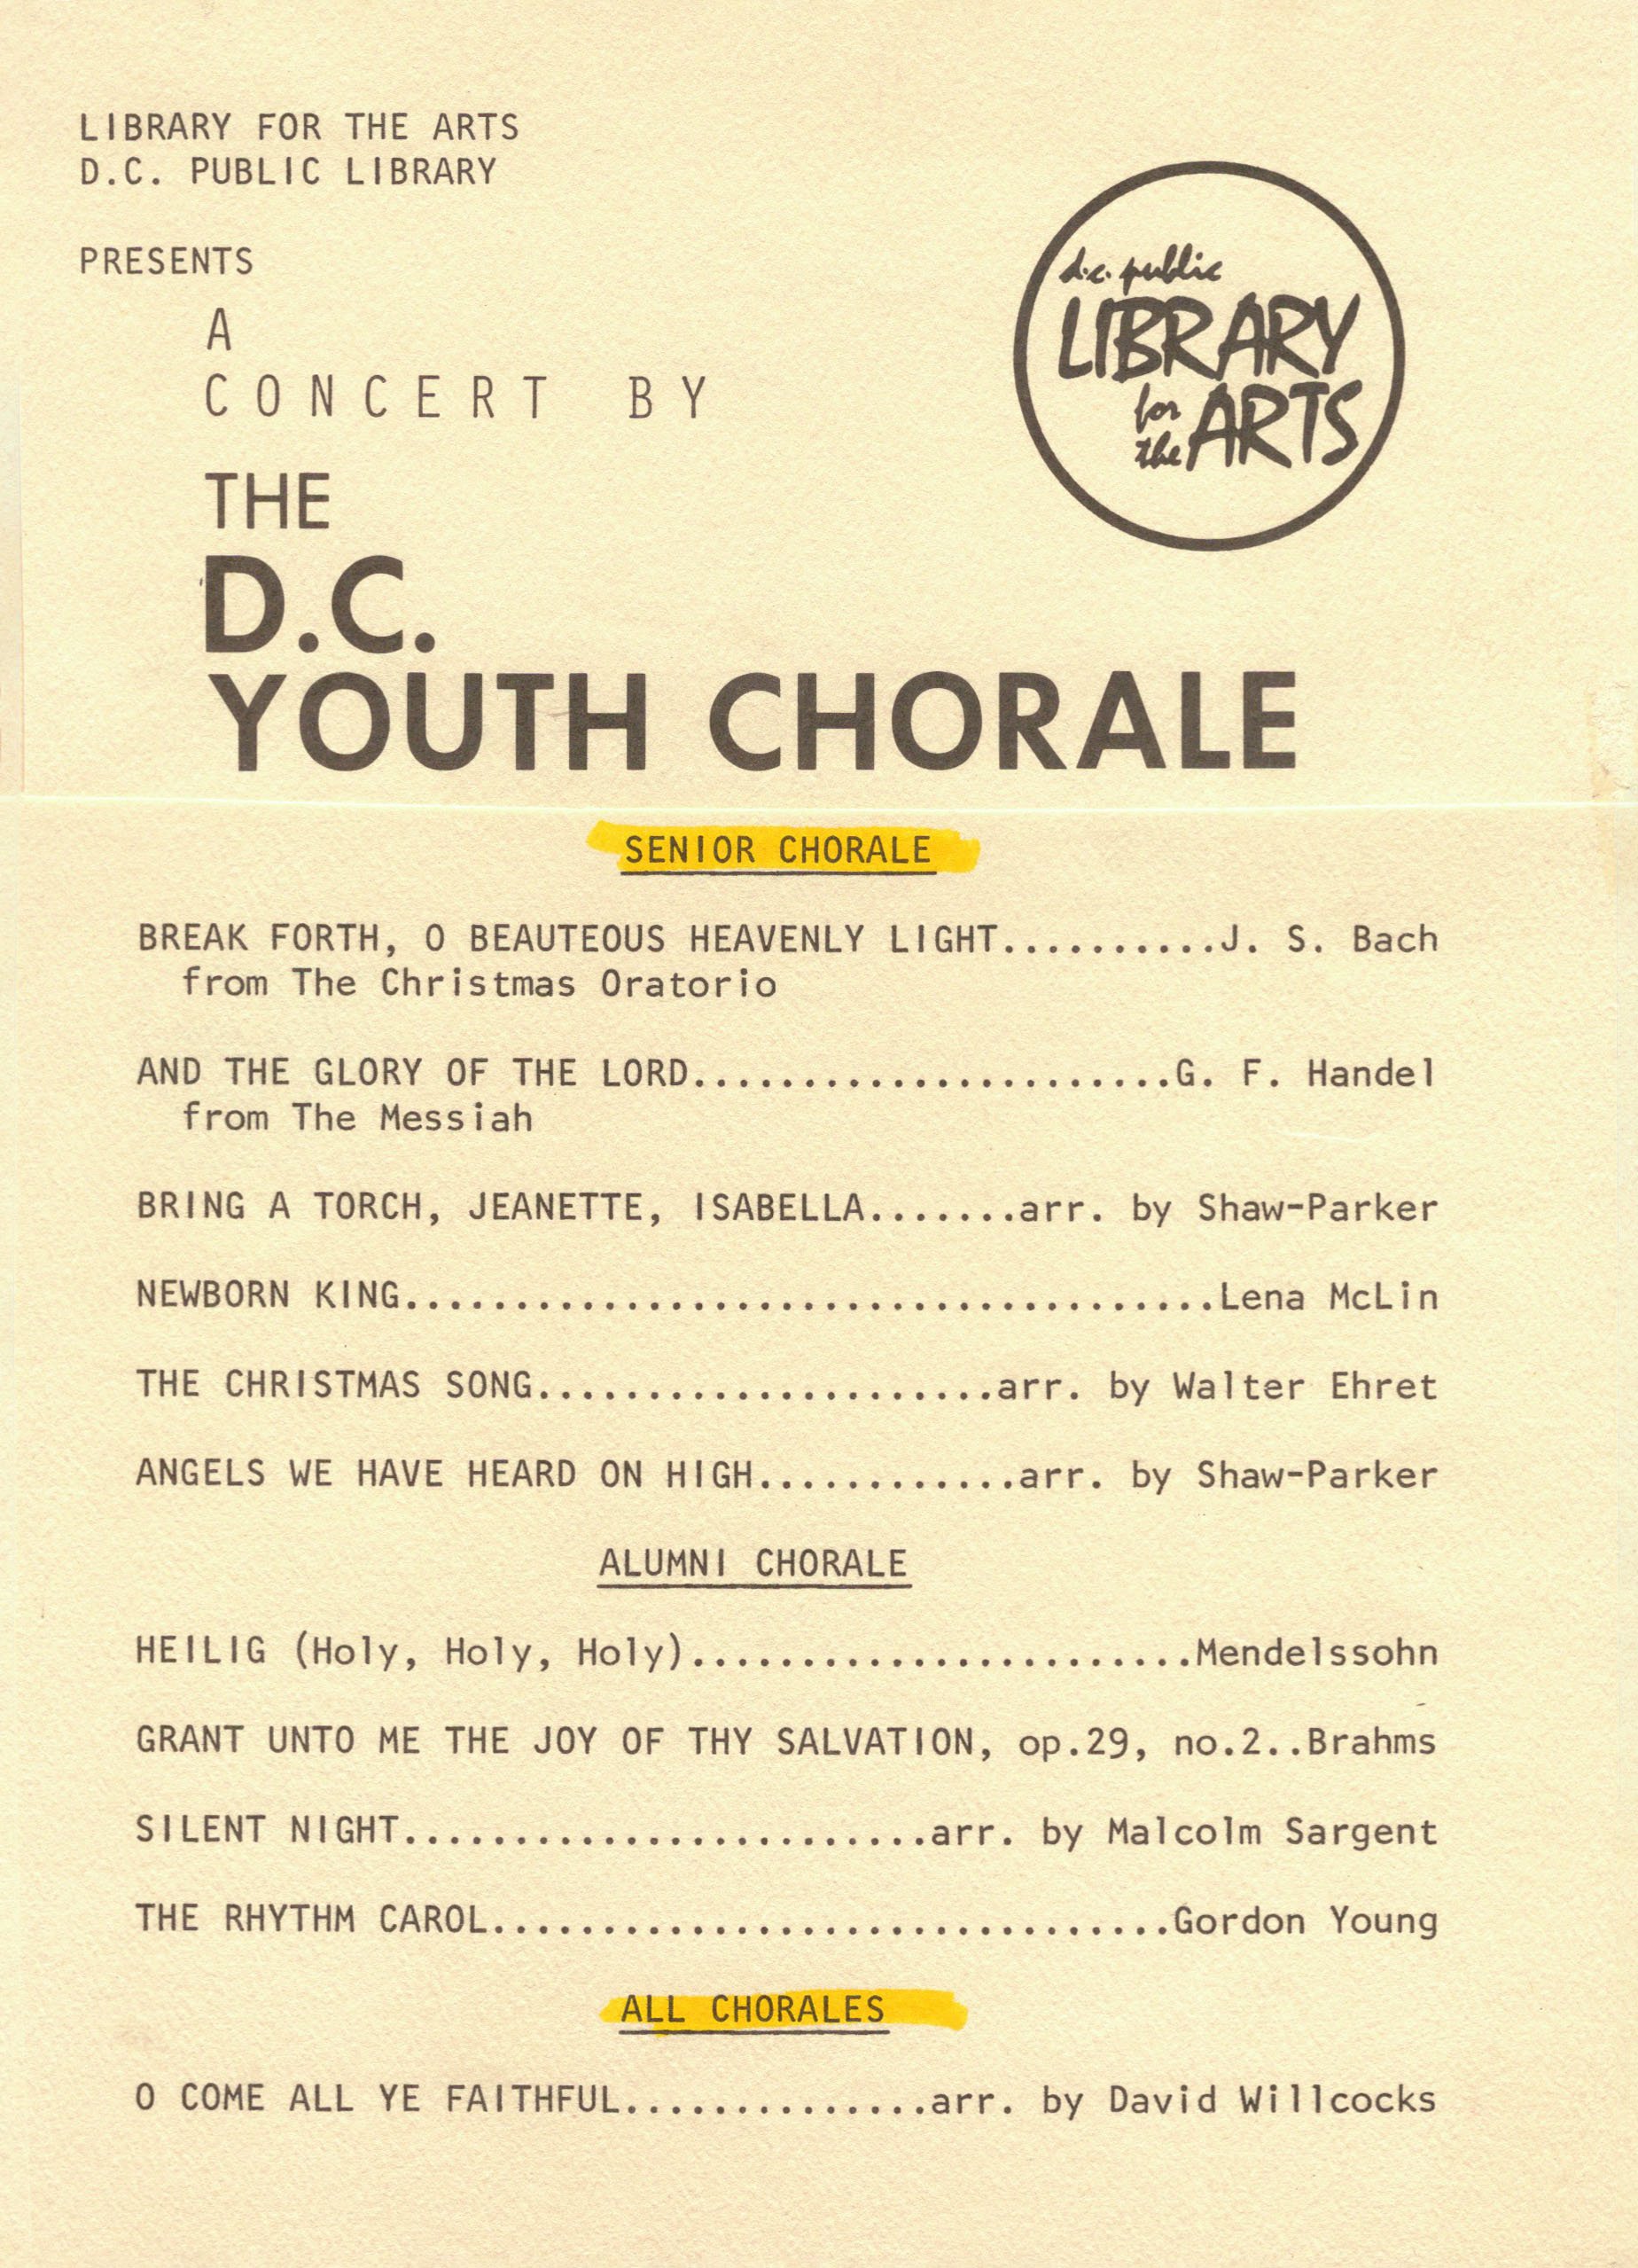 LIBRARY FOR THE ARTS
D.C. PUBLIC LIBRARY
PRESENTS
A
CONCERT BY
THE
D.C.
YOUTH CHORALE
d.c. public
LIBRARY
for
the ARTS
SENIOR CHORALE
BREAK FORTH, O BEAUTEOUS HEAVENLY LIGHT..........J. S. Bach
from The Christmas Oratorio
AND THE GLORY OF THE LORD......................G. F. Handel
from The Messiah
BRING A TORCH, JEANETTE, ISABELLA.......arr. by Shaw-Parker
NEWBORN KING.....................................Lena McLin
THE CHRISTMAS SONG.....................arr. by Walter Ehret
ANGELS WE HAVE HEARD ON HIGH............arr. by Shaw-Parker
ALUMNI CHORALE
HEILIG (Holy, Holy, Holy).......................Mendelssohn
GRANT UNTO ME THE JOY OF THY SALVATION, op.29, no.2..Brahms
SILENT NIGHT........................arr. by Malcolm Sargent
THE RHYTHM CAROL...............................Gordon Young
ALL CHORALES
O COME ALL YE FAITHFUL..............arr. by David Willcocks